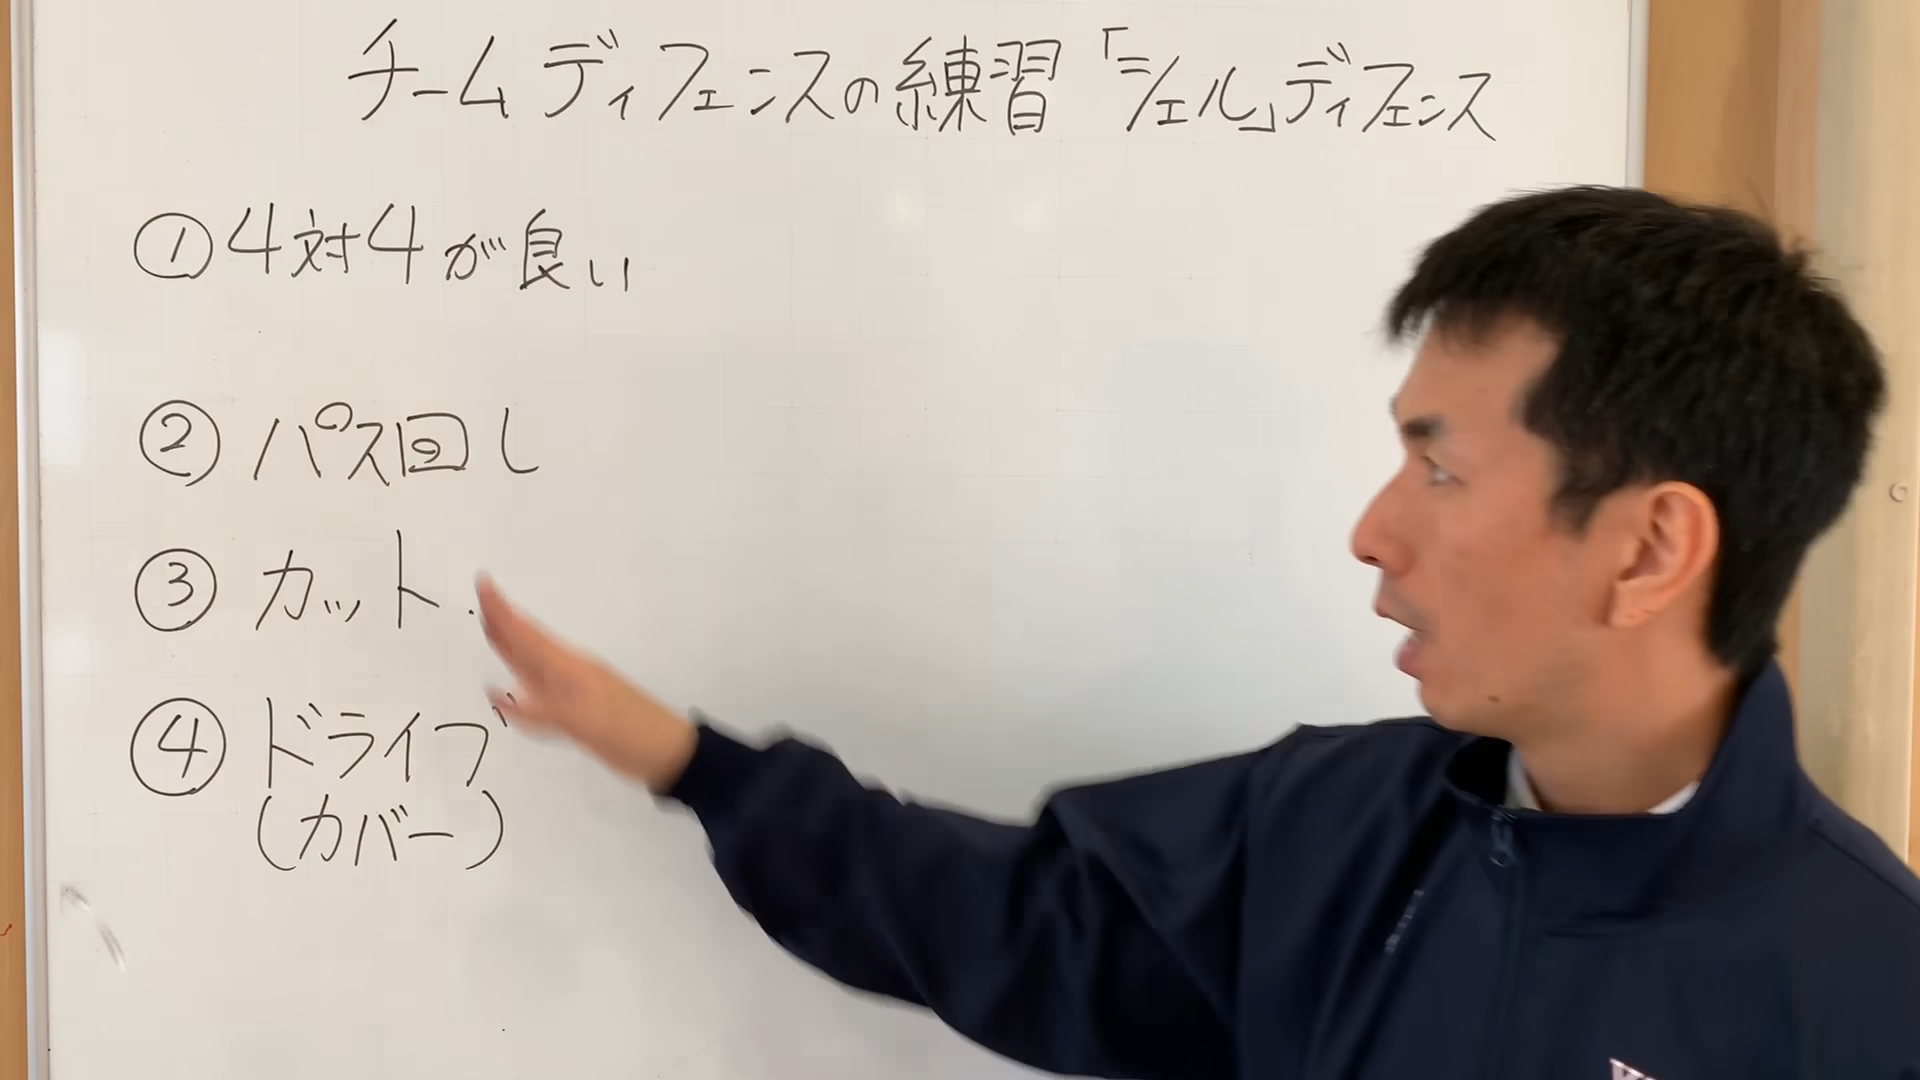 チームディフェンスの練習「シェル」ディフェンス
①4対4が良い
②パス回し
③カット
④ドライブ
(カバー)